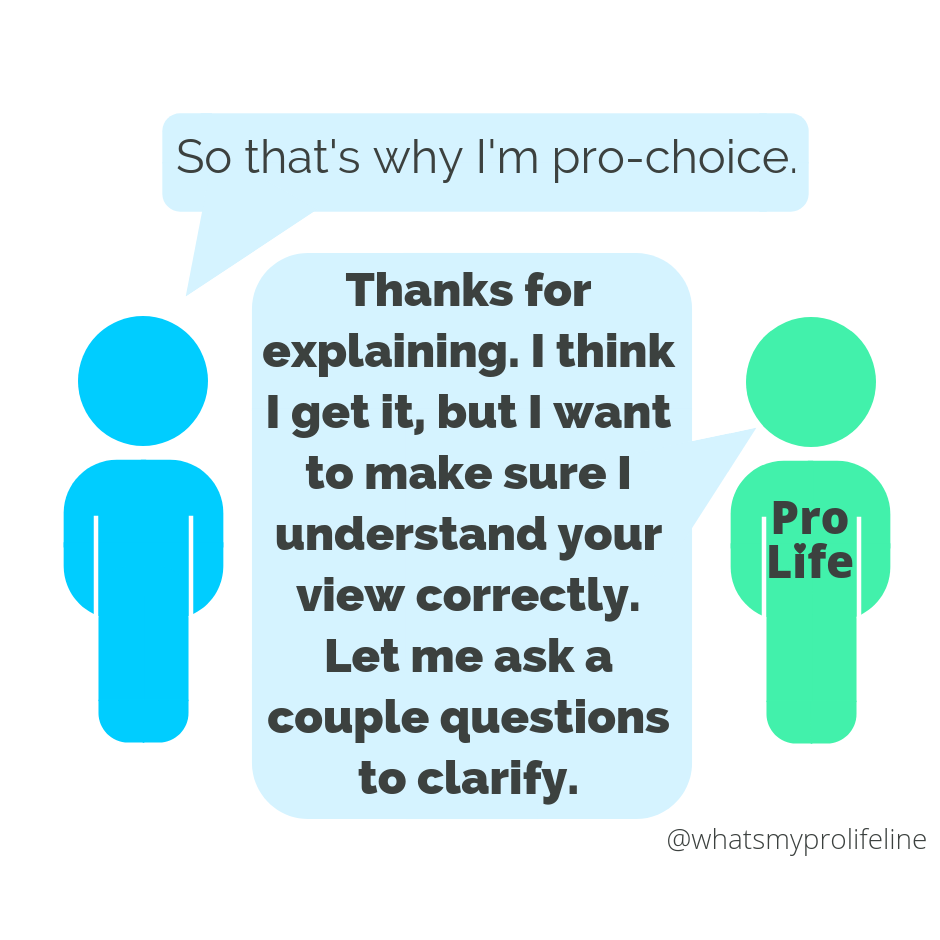 So that's why I'm pro-choice.
Thanks for
explaining. I think
I get it, but I want
to make sure I
understand your
view correctly.
Let me ask a
couple questions
to clarify.
Pro
Life
@whatsmyprolifeline